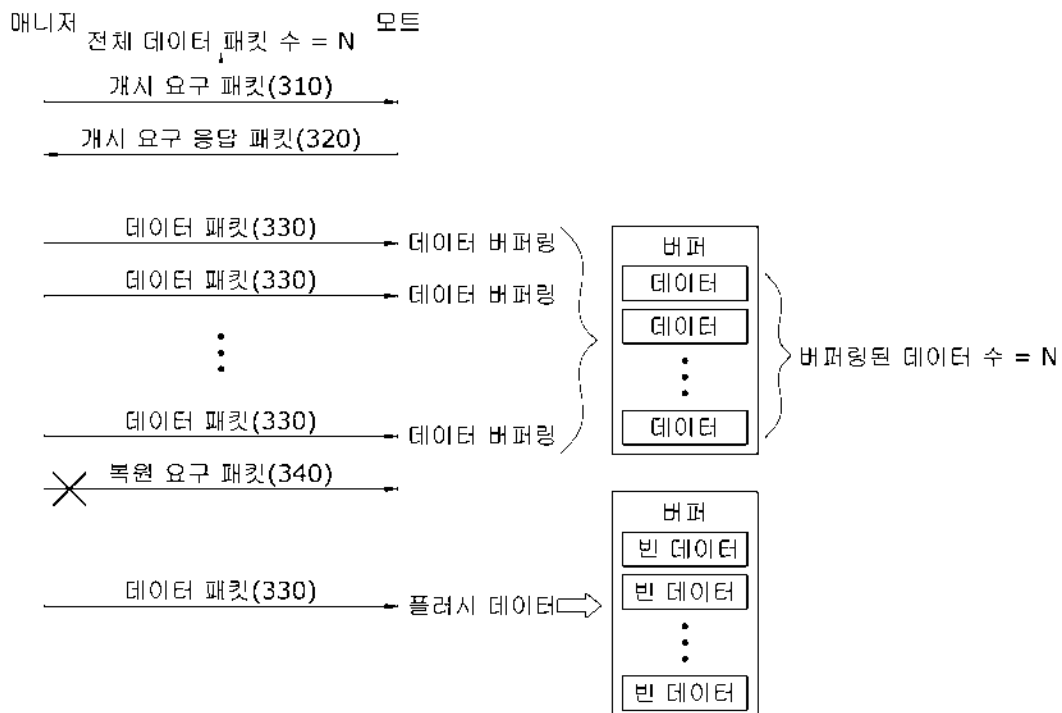 매니저
모트
전체 데이터 패킷 수 = N
개시 요구 패킷(310)
개시 요구 응답 패킷(320)
데이터 패킷(330)
데이터 버퍼링
버퍼
데이터 패킷(330)
데이터 버퍼링
데이터
데이터
버퍼링된 데이터 수 = N
데이터 패킷(330)
데이터 버퍼링
데이터
복원 요구 패킷(340)
버퍼
빈 데이터
데이터 패킷(330)
플러시 데이터
빈 데이터
빈 데이터